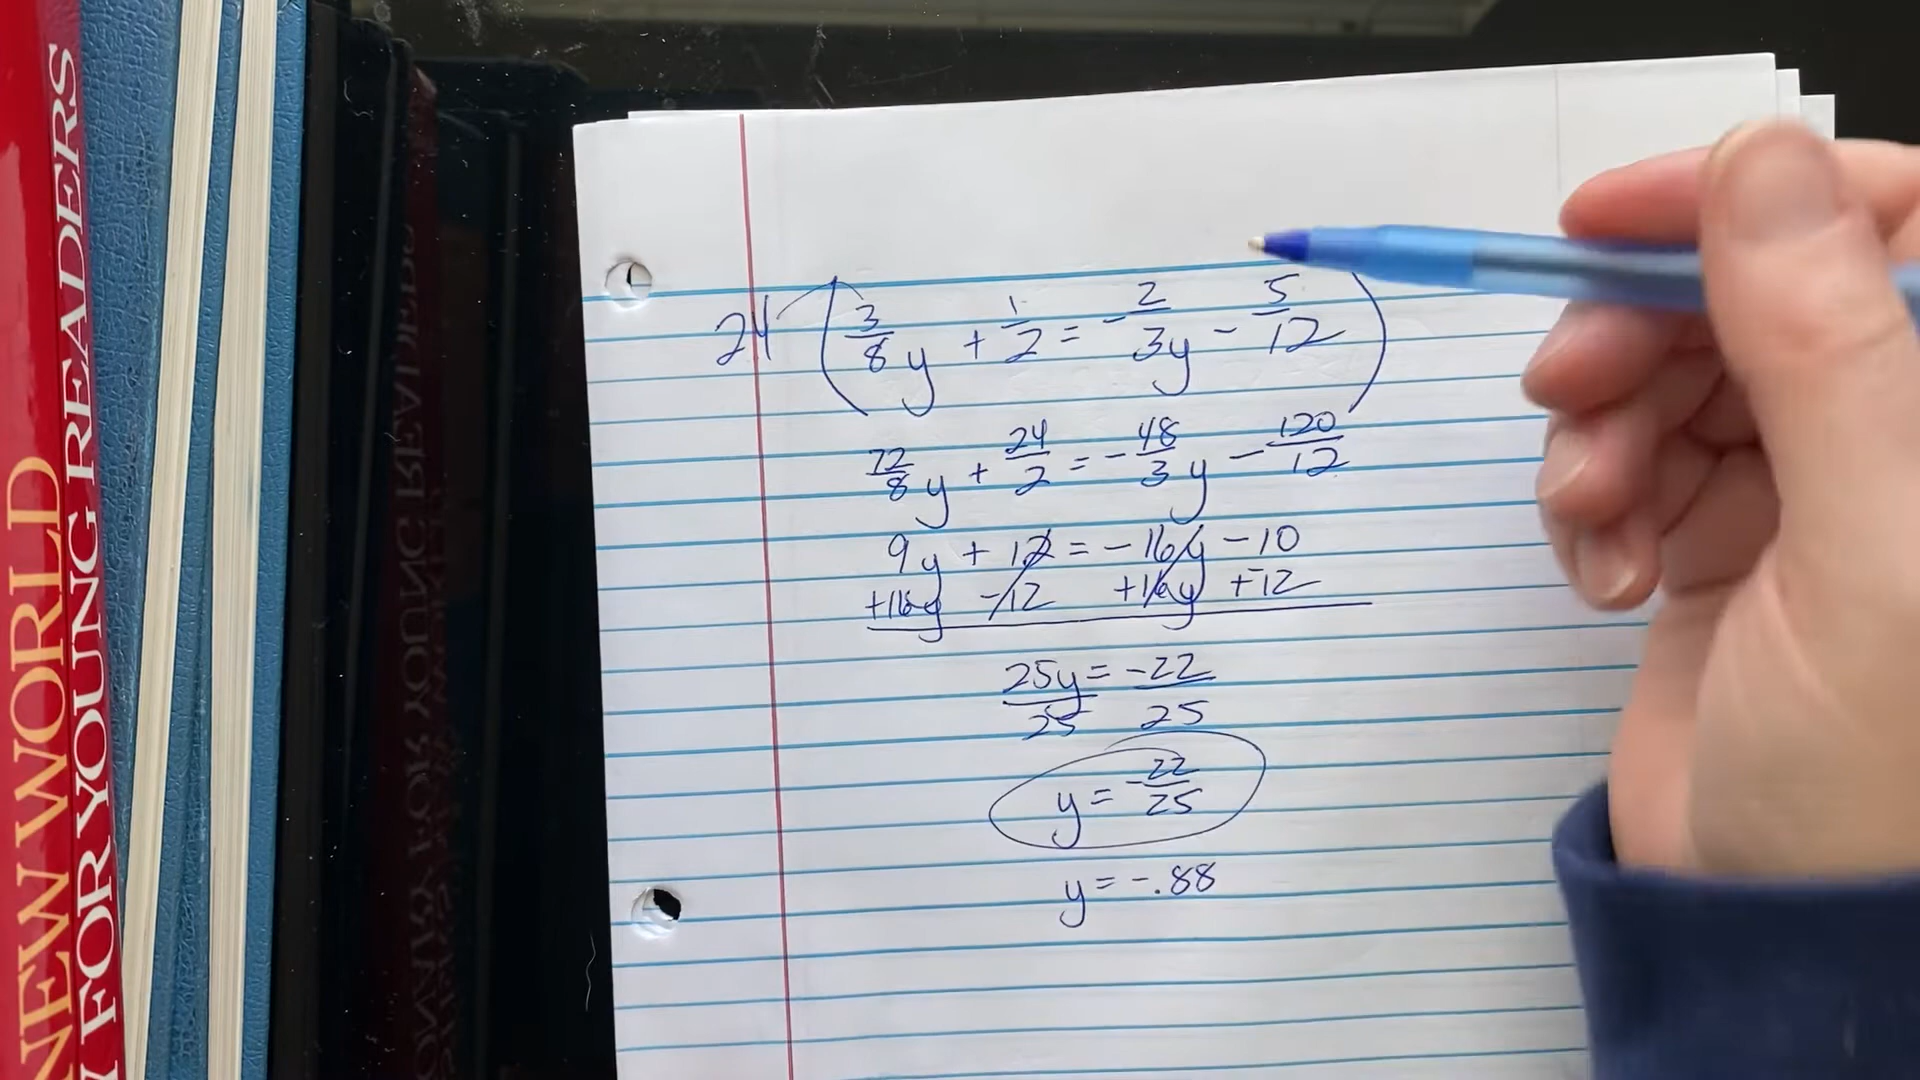 NEW WORLD
FOR YOUNG READERS
24 (3/8 y + 1/2 = - 2/3y - 5/12)
72/8 y + 24/2 = - 48/3 y - 120/12
9y + 12 = -16y - 10
+16y -12 +16y +-12
25y = -22
25 25
y = -22/25
y = -.88